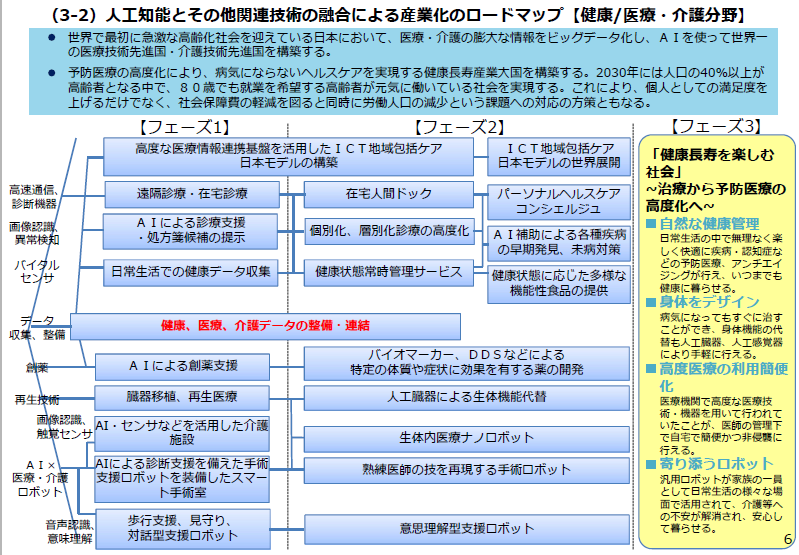 （3-2）人工知能とその他関連技術の融合による産業化のロードマップ【健康/医療・介護分野】
● 世界で最初に急激な高齢化社会を迎えている日本において、医療・介護の膨大な情報をビッグデータ化し、ＡＩを使って世界一
の医療技術先進国・介護技術先進国を構築する。
● 予防医療の高度化により、病気にならないヘルスケアを実現する健康長寿産業大国を構築する。2030年には人口の40%以上が
高齢者となる中で、８０歳でも就業を希望する高齢者が元気に働いている社会を実現する。これにより、個人としての満足度を
上げるだけでなく、社会保障費の軽減を図ると同時に労働人口の減少という課題への対応の方策ともなる。
【フェーズ1】
【フェーズ2】
【フェーズ3】
高度な医療情報連携基盤を活用したＩＣＴ地域包括ケア
日本モデルの構築
ＩＣＴ地域包括ケア
日本モデルの世界展開
高速通信、
診断機器
遠隔診療・在宅診療
在宅人間ドック
パーソナルヘルスケア
コンシェルジュ
画像認識、
異常検知
ＡＩによる診療支援
・処方箋候補の提示
個別化、層別化診療の高度化
ＡＩ補助による各種疾病
の早期発見、未病対策
バイタル
センサ
日常生活での健康データ収集
健康状態常時管理サービス
健康状態に応じた多様な
機能性食品の提供
データ
収集、整備
健康、医療、介護データの整備・連結
創薬
ＡＩによる創薬支援
バイオマーカー、ＤＤＳなどによる
特定の体質や症状に効果を有する薬の開発
再生技術
臓器移植、再生医療
人工臓器による生体機能代替
画像認識、
触覚センサ
AI・センサなどを活用した介護
施設
生体内医療ナノロボット
ＡＩ×
医療・介護
ロボット
AIによる診断支援を備えた手術
支援ロボットを装備したスマー
ト手術室
熟練医師の技を再現する手術ロボット
音声認識、
意味理解
歩行支援、見守り、
対話型支援ロボット
意思理解型支援ロボット
「健康長寿を楽しむ
社会」
~治療から予防医療の
高度化へ~
■自然な健康管理
日常生活の中で無理なく楽
しく快適に疾病・認知症な
どの予防医療、アンチエイ
ジングが行え、いつまでも
健康に暮らせる。
■身体をデザイン
病気になってもすぐに治す
ことができ、身体機能の代
替も人工臓器、人工感覚器
により手軽に行える。
■高度医療の利用簡便
化
医療機関で高度な医療技
術・機器を用いて行われて
いたことが、医師の管理下
で自宅で簡便かつ非侵襲に
行える。
■寄り添うロボット
汎用ロボットが家族の一員
として日常生活の様々な場
面で活用されて、介護等へ
の不安が解消され、安心し
て暮らせる。
6